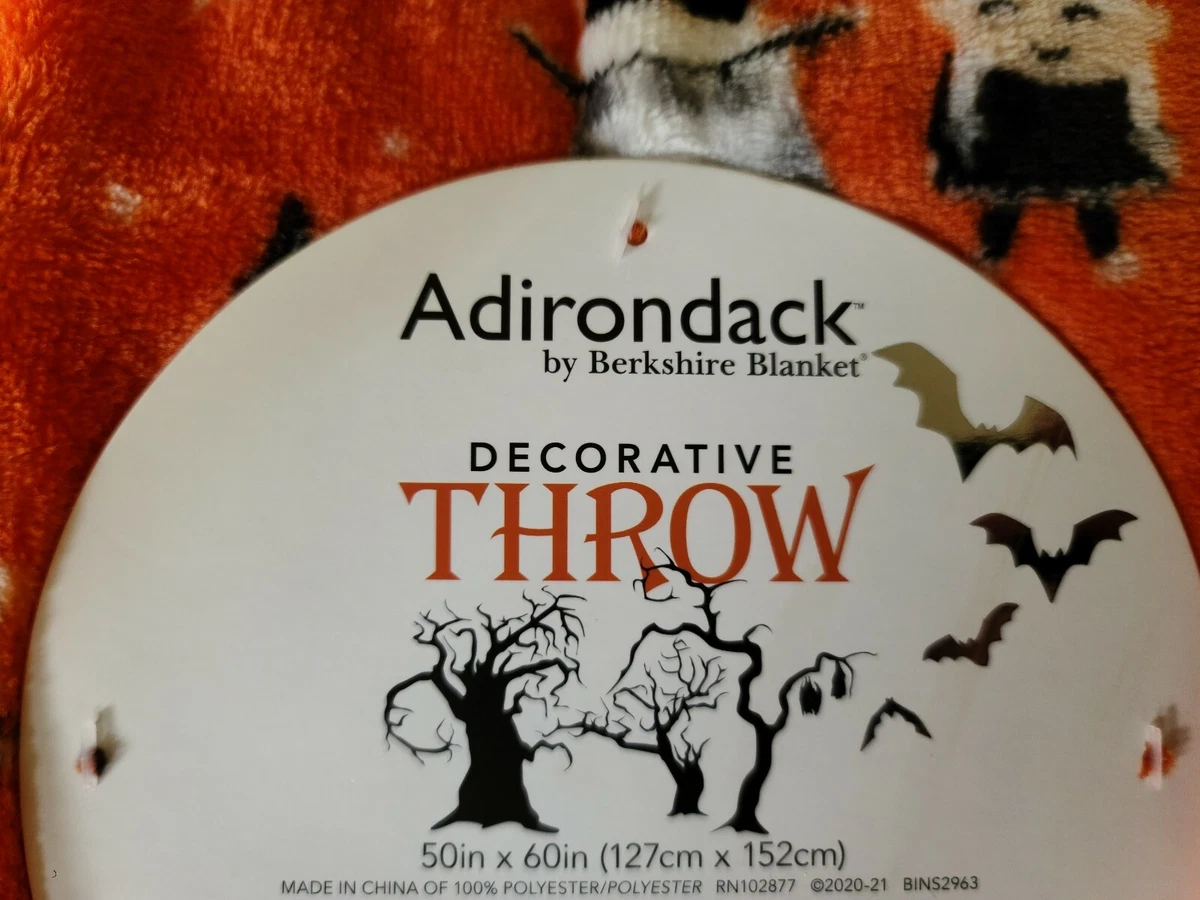 Adirondack™
by Berkshire Blanket®
DECORATIVE
THROW
50in x 60in (127cm x 152cm)
MADE IN CHINA OF 100% POLYESTER/POLYESTER RN102877 ©2020-21 BINS2963